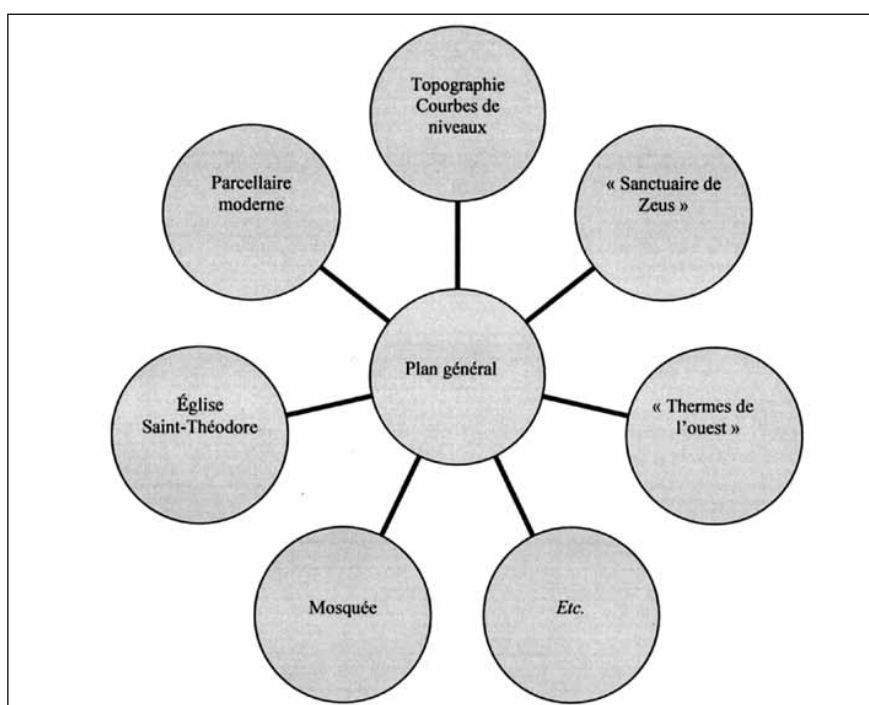 Topographie
Courbes de
niveaux
Parcellaire
moderne
« Sanctuaire de
Zeus »
Plan général
Église
Saint-Théodore
« Thermes de
l'ouest »
Mosquée
Etc.